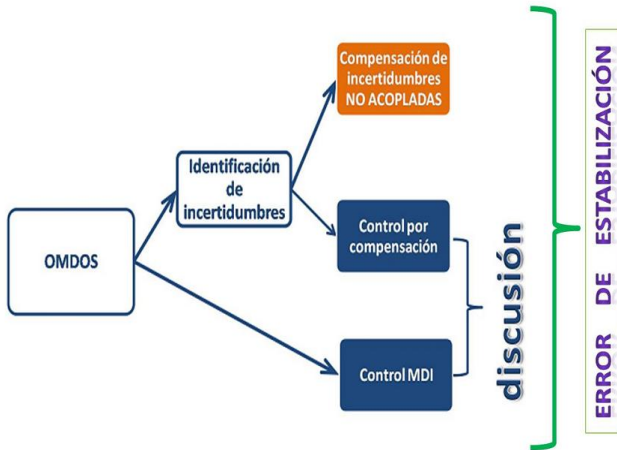 OMDOS
Identificación
de
incertidumbres
Compensación de
incertidumbres
NO ACOPLADAS
Control por
compensación
Control MDI
discusión
ERROR DE ESTABILIZACIÓN